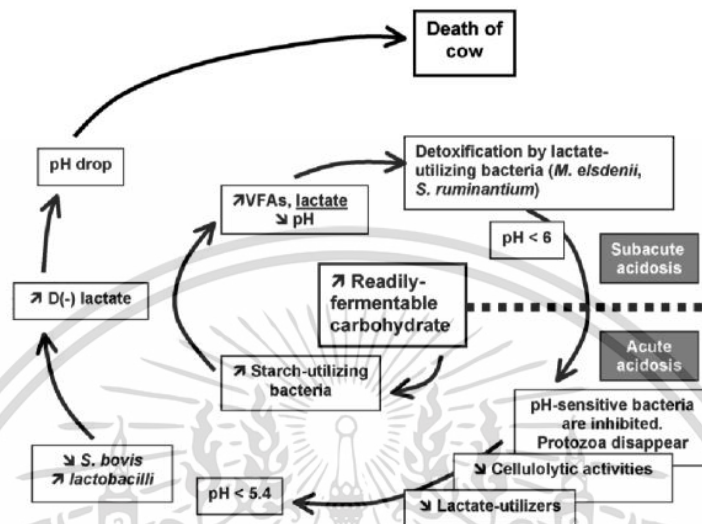 Death of
cow
pH drop
Detoxification by lactate-
utilizing bacteria (M. elsdenii,
S. ruminantium)
↗VFAs, lactate
↘ pH
pH < 6
Subacute
acidosis
↗ D(-) lactate
↗ Readily-
fermentable
carbohydrate
Acute
acidosis
↗ Starch-utilizing
bacteria
pH-sensitive bacteria
are inhibited.
Protozoa disappear
↘ S. bovis
↗ lactobacilli
↘ Cellulolytic activities
pH < 5.4
↘ Lactate-utilizers